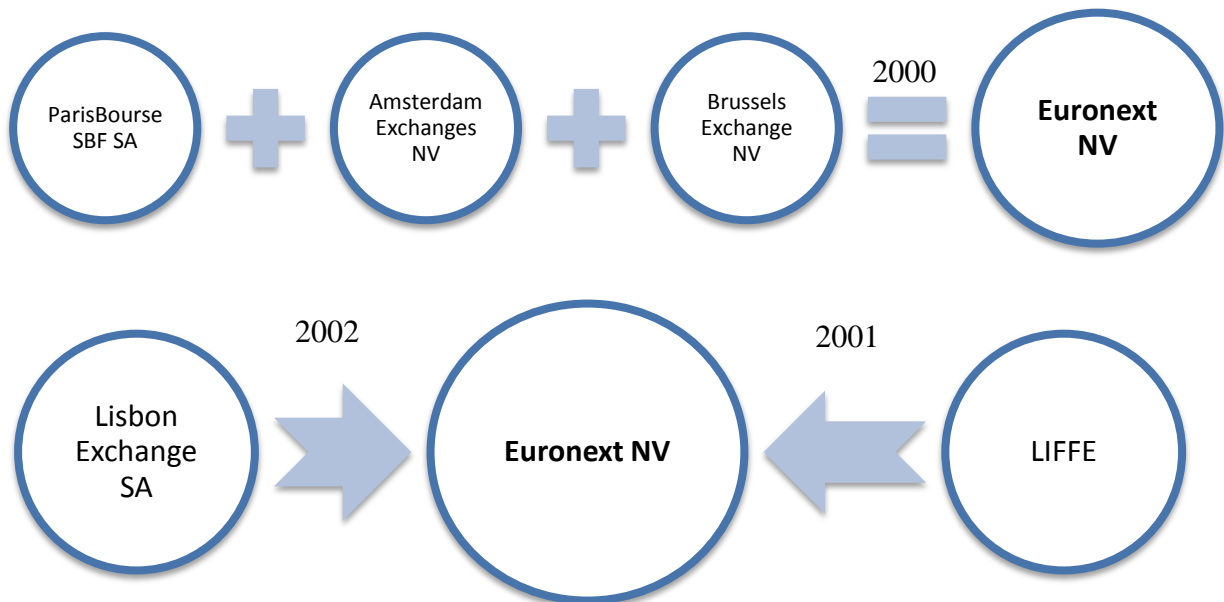 ParisBourse
SBF SA
Amsterdam
Exchanges
NV
Brussels
Exchange
NV
2000
Euronext
NV
Lisbon
Exchange
SA
2002
Euronext NV
2001
LIFFE